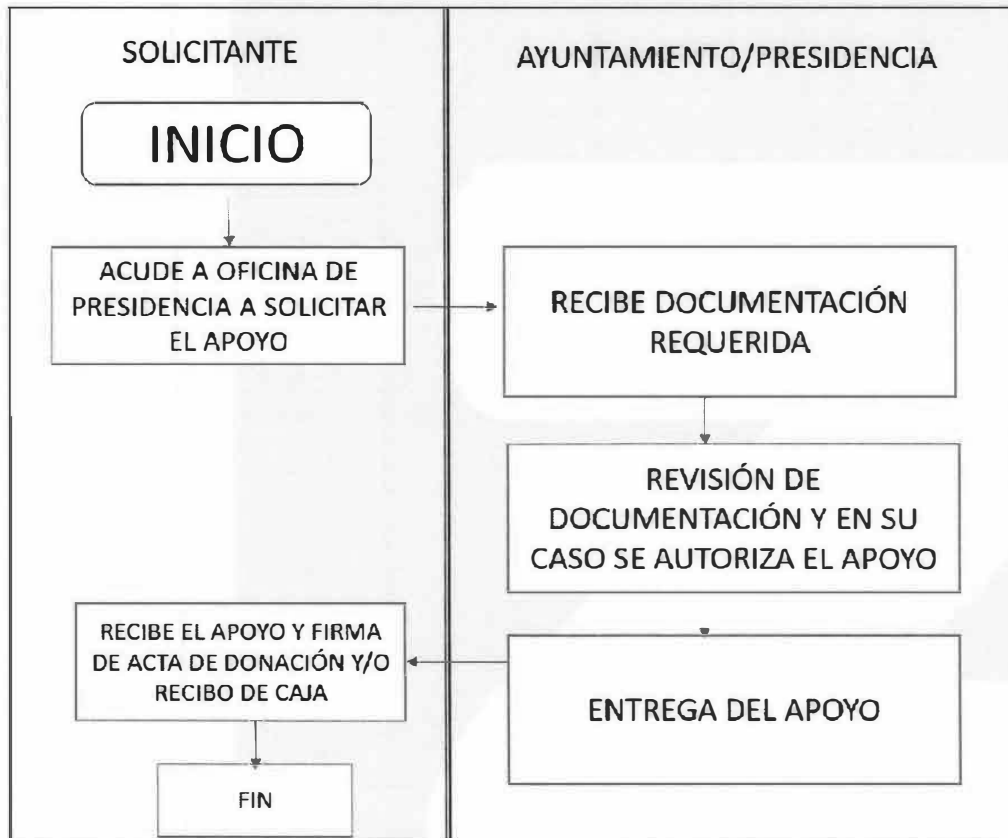 SOLICITANTE
AYUNTAMIENTO/PRESIDENCIA
INICIO
ACUDE A OFICINA DE
PRESIDENCIA A SOLICITAR
EL APOYO
RECIBE DOCUMENTACIÓN
REQUERIDA
REVISIÓN DE
DOCUMENTACIÓN Y EN SU
CASO SE AUTORIZA EL APOYO
ENTREGA DEL APOYO
RECIBE EL APOYO Y FIRMA
DE ACTA DE DONACIÓN Y/O
RECIBO DE CAJA
FIN